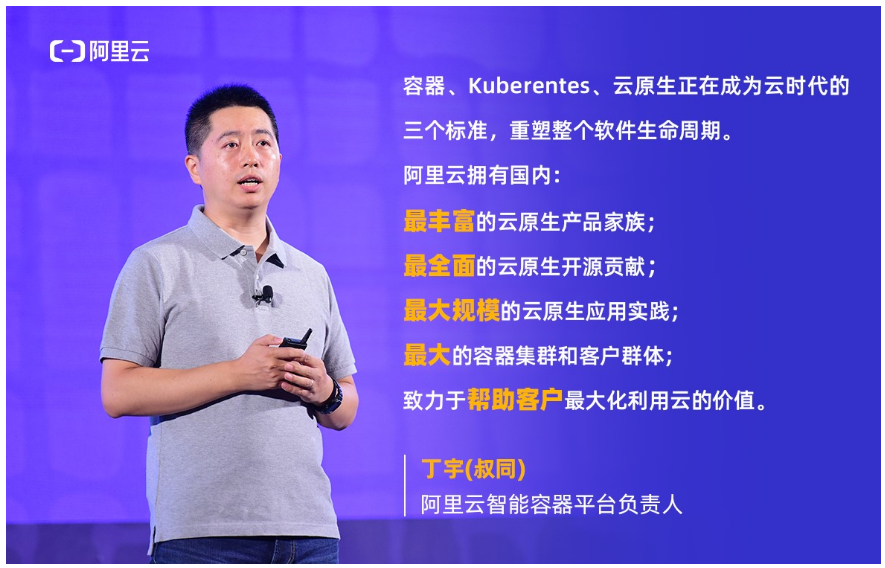 阿里云
容器、Kuberentes、云原生正在成为云时代的
三个标准，重塑整个软件生命周期。
阿里云拥有国内：
最丰富的云原生产品家族；
最全面的云原生开源贡献；
最大规模的云原生应用实践；
最大的容器集群和客户群体；
致力于帮助客户最大化利用云的价值。
丁宇(叔同)
阿里云智能容器平台负责人